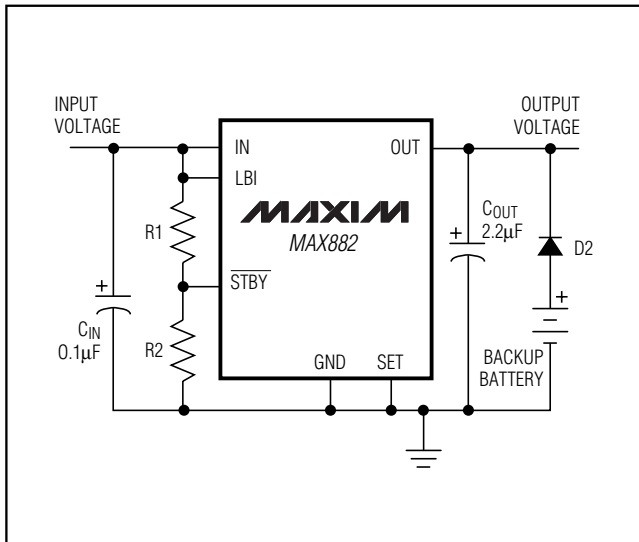 INPUT
VOLTAGE
OUTPUT
VOLTAGE
IN
OUT
LBI
MAXIM
MAX882
R1
STBY
R2
+
CIN
0.1µF
GND
SET
+
COUT
2.2µF
D2
+
BACKUP
BATTERY